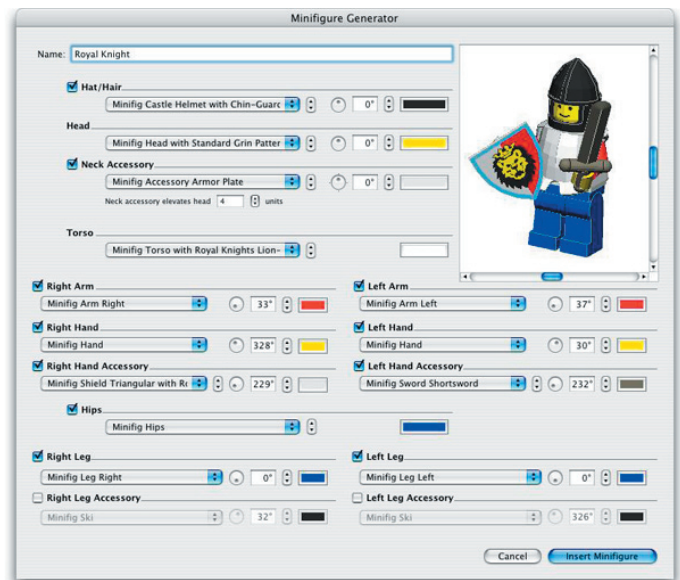 Minifigure Generator
Name: Royal Knight
Hat/Hair
Minifig Castle Helmet with Chin-Guarc 0°
Head
Minifig Head with Standard Grin Patter 0°
Neck Accessory
Minifig Accessory Armor Plate 0°
Neck accessory elevates head 4 units
Torso
Minifig Torso with Royal Knights Lion-
Right Arm Left Arm
Minifig Arm Right 33° Minifig Arm Left 37°
Right Hand Left Hand
Minifig Hand 328° Minifig Hand 30°
Right Hand Accessory Left Hand Accessory
Minifig Shield Triangular with Rc 229° Minifig Sword Shortsword 232°
Hips
Minifig Hips
Right Leg Left Leg
Minifig Leg Right 0° Minifig Leg Left 0°
Right Leg Accessory Left Leg Accessory
Minifig Ski 32° Minifig Ski 326°
Cancel Insert Minifigure